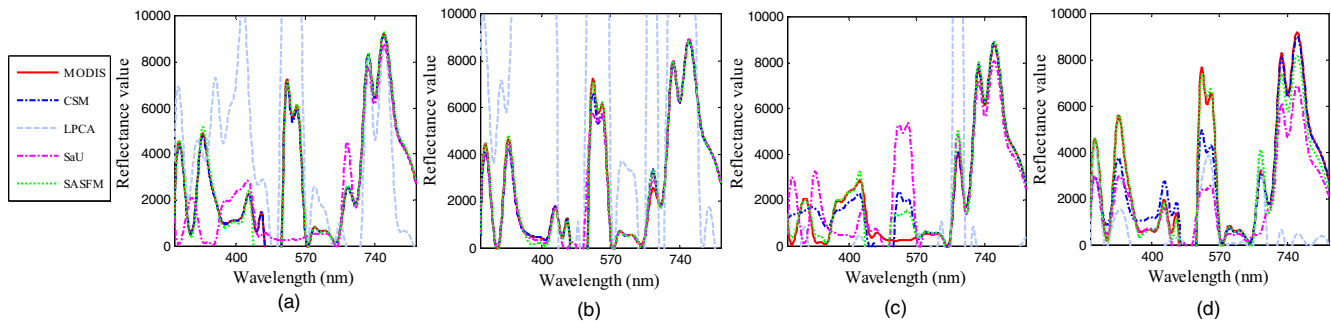 MODIS
CSM
LPCA
SaU
SASFM
Reflectance value
10000
8000
6000
4000
2000
0
400
570
740
Wavelength (nm)
(a)
Reflectance value
10000
8000
6000
4000
2000
0
400
570
740
Wavelength (nm)
(b)
Reflectance value
10000
8000
6000
4000
2000
0
400
570
740
Wavelength (nm)
(c)
Reflectance value
10000
8000
6000
4000
2000
0
400
570
740
Wavelength (nm)
(d)